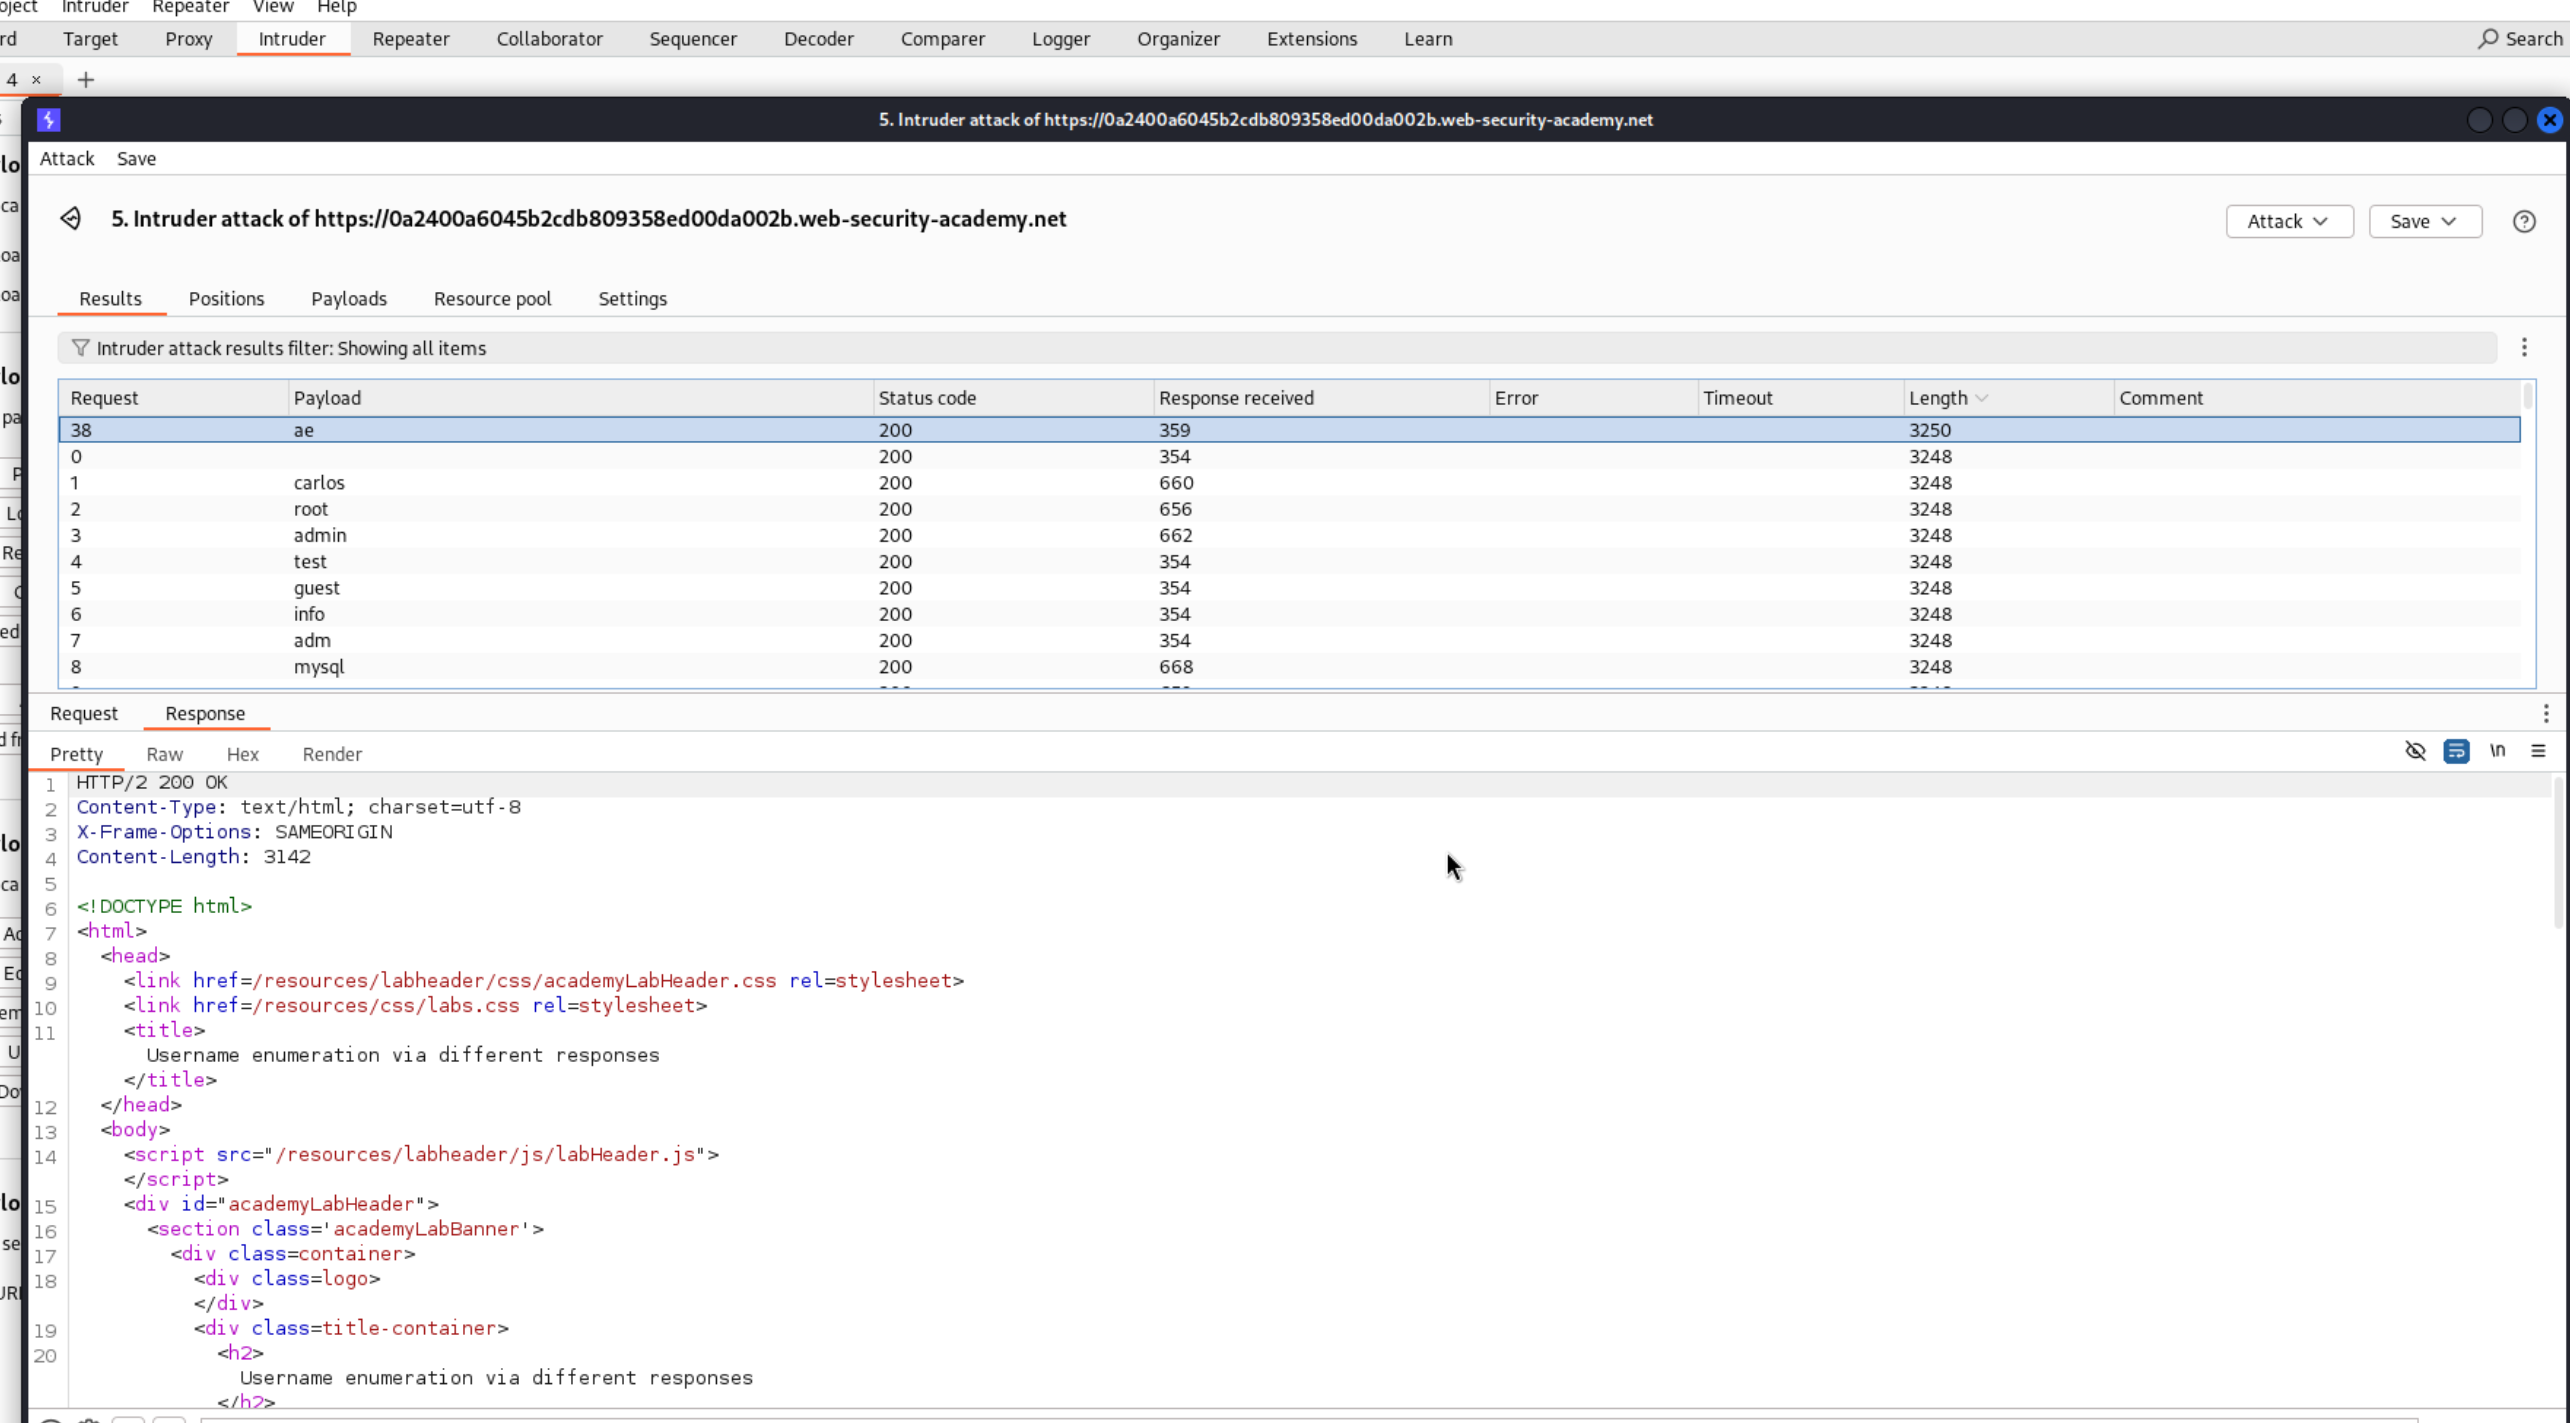 Intruder Repeater View Help
Target Proxy Intruder Repeater Collaborator Sequencer Decoder Comparer Logger Organizer Extensions Learn Search
4 × +
5. Intruder attack of https://0a2400a6045b2cdb809358ed00da002b.web-security-academy.net
Attack Save
5. Intruder attack of https://0a2400a6045b2cdb809358ed00da002b.web-security-academy.net Attack Save
Results Positions Payloads Resource pool Settings
Intruder attack results filter: Showing all items
Request Payload Status code Response received Error Timeout Length Comment
38 ae 200 359 3250
0 200 354 3248
1 carlos 200 660 3248
2 root 200 656 3248
3 admin 200 662 3248
4 test 200 354 3248
5 guest 200 354 3248
6 info 200 354 3248
7 adm 200 354 3248
8 mysql 200 668 3248
Request Response
Pretty Raw Hex Render \n
1 HTTP/2 200 OK
2 Content-Type: text/html; charset=utf-8
3 X-Frame-Options: SAMEORIGIN
4 Content-Length: 3142
5
6 <!DOCTYPE html>
7 <html>
8 <head>
9 <link href=/resources/labheader/css/academyLabHeader.css rel=stylesheet>
10 <link href=/resources/css/labs.css rel=stylesheet>
11 <title>
Username enumeration via different responses
</title>
12 </head>
13 <body>
14 <script src="/resources/labheader/js/labHeader.js">
</script>
15 <div id="academyLabHeader">
16 <section class='academyLabBanner'>
17 <div class=container>
18 <div class=logo>
</div>
19 <div class=title-container>
20 <h2>
Username enumeration via different responses
</h2>